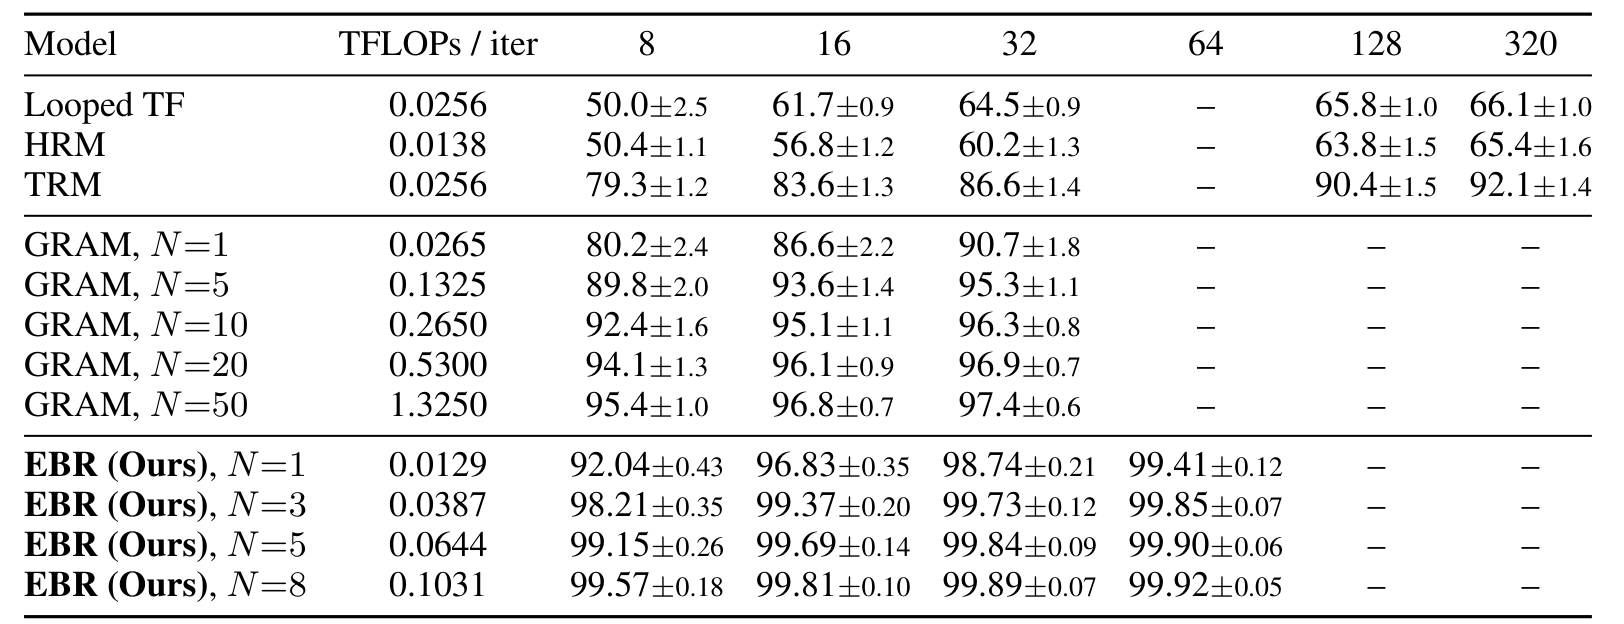 Model TFLOPs / iter 8 16 32 64 128 320
Looped TF 0.0256 50.0±2.5 61.7±0.9 64.5±0.9 – 65.8±1.0 66.1±1.0
HRM 0.0138 50.4±1.1 56.8±1.2 60.2±1.3 – 63.8±1.5 65.4±1.6
TRM 0.0256 79.3±1.2 83.6±1.3 86.6±1.4 – 90.4±1.5 92.1±1.4
GRAM, N=1 0.0265 80.2±2.4 86.6±2.2 90.7±1.8 – – –
GRAM, N=5 0.1325 89.8±2.0 93.6±1.4 95.3±1.1 – – –
GRAM, N=10 0.2650 92.4±1.6 95.1±1.1 96.3±0.8 – – –
GRAM, N=20 0.5300 94.1±1.3 96.1±0.9 96.9±0.7 – – –
GRAM, N=50 1.3250 95.4±1.0 96.8±0.7 97.4±0.6 – – –
EBR (Ours), N=1 0.0129 92.04±0.43 96.83±0.35 98.74±0.21 99.41±0.12 – –
EBR (Ours), N=3 0.0387 98.21±0.35 99.37±0.20 99.73±0.12 99.85±0.07 – –
EBR (Ours), N=5 0.0644 99.15±0.26 99.69±0.14 99.84±0.09 99.90±0.06 – –
EBR (Ours), N=8 0.1031 99.57±0.18 99.81±0.10 99.89±0.07 99.92±0.05 – –